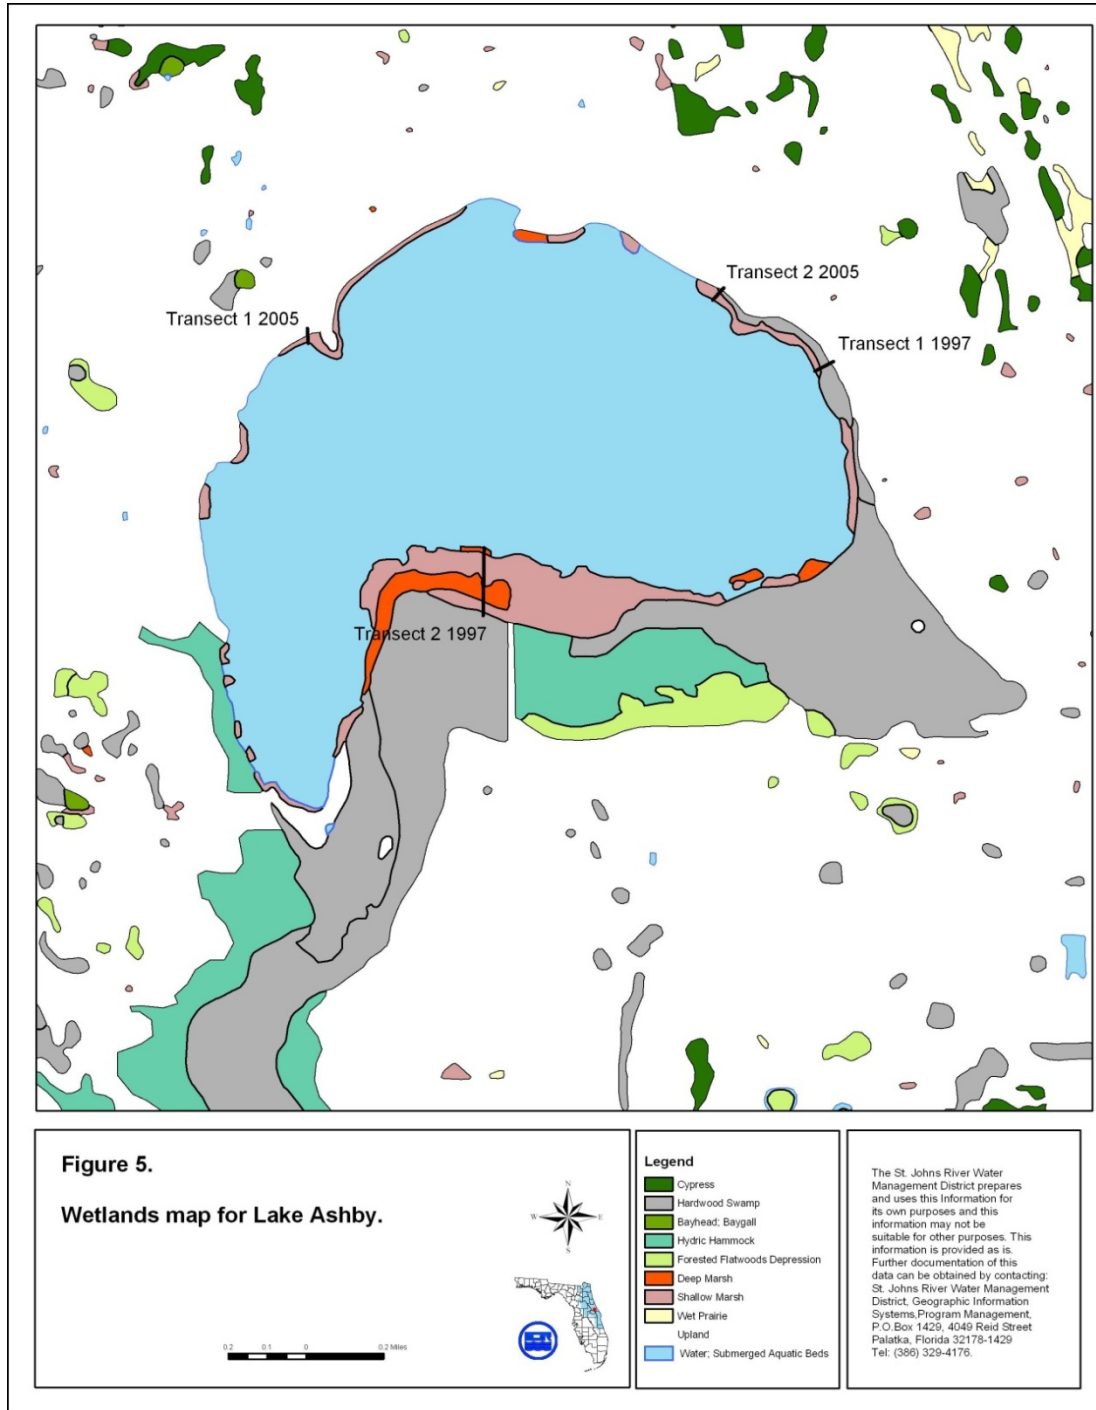 Transect 2 2005
Transect 1 2005
Transect 1 1997
Transect 2 1997
Figure 5.
Wetlands map for Lake Ashby.
N
W
E
S
0.2
0.1
0
0.2 Miles
Legend
Cypress
Hardwood Swamp
Bayhead; Baygall
Hydric Hammock
Forested Flatwoods Depression
Deep Marsh
Shallow Marsh
Wet Prairie
Upland
Water; Submerged Aquatic Beds
The St. Johns River Water
Management District prepares
and uses this Information for
its own purposes and this
information may not be
suitable for other purposes. This
information is provided as is.
Further documentation of this
data can be obtained by contacting:
St. Johns River Water Management
District, Geographic Information
Systems,Program Management,
P.O.Box 1429, 4049 Reid Street
Palatka, Florida 32178-1429
Tel: (386) 329-4176.